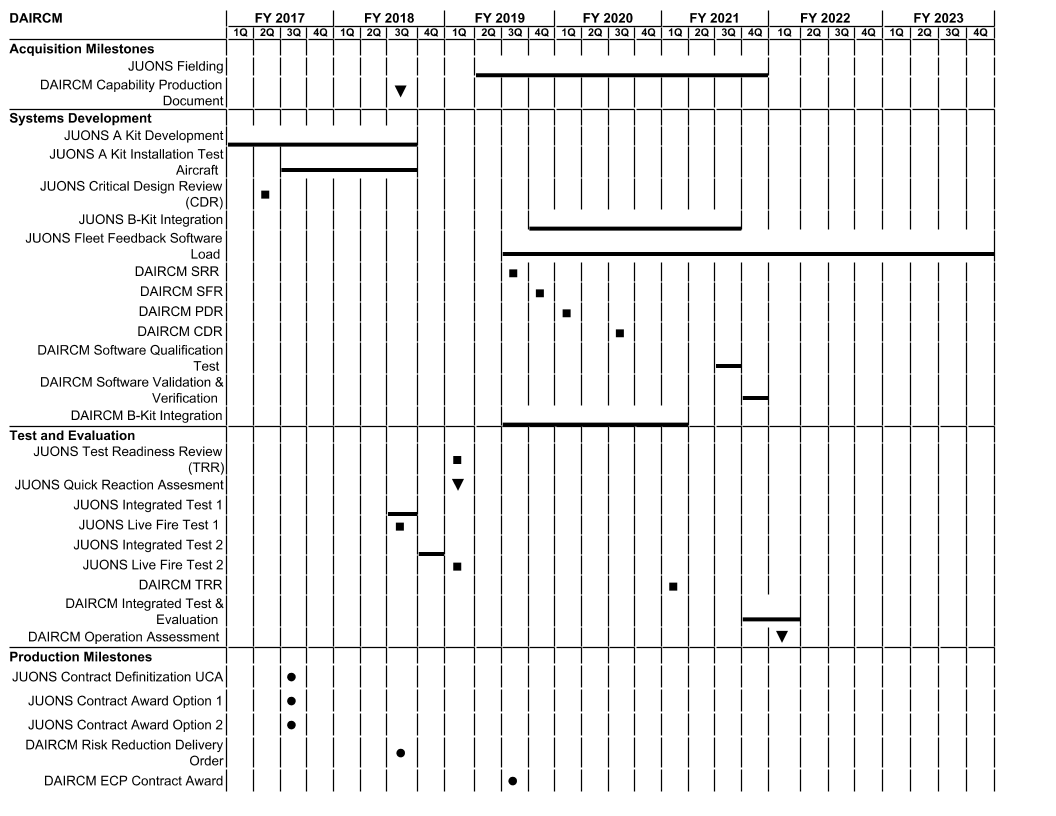 DAIRCM FY 2017 FY 2018 FY 2019 FY 2020 FY 2021 FY 2022 FY 2023
1Q 2Q 3Q 4Q 1Q 2Q 3Q 4Q 1Q 2Q 3Q 4Q 1Q 2Q 3Q 4Q 1Q 2Q 3Q 4Q 1Q 2Q 3Q 4Q 1Q 2Q 3Q 4Q
Acquisition Milestones
JUONS Fielding
DAIRCM Capability Production
Document
Systems Development
JUONS A Kit Development
JUONS A Kit Installation Test
Aircraft
JUONS Critical Design Review
(CDR)
JUONS B-Kit Integration
JUONS Fleet Feedback Software
Load
DAIRCM SRR
DAIRCM SFR
DAIRCM PDR
DAIRCM CDR
DAIRCM Software Qualification
Test
DAIRCM Software Validation &
Verification
DAIRCM B-Kit Integration
Test and Evaluation
JUONS Test Readiness Review
(TRR)
JUONS Quick Reaction Assesment
JUONS Integrated Test 1
JUONS Live Fire Test 1
JUONS Integrated Test 2
JUONS Live Fire Test 2
DAIRCM TRR
DAIRCM Integrated Test &
Evaluation
DAIRCM Operation Assessment
Production Milestones
JUONS Contract Definitization UCA
JUONS Contract Award Option 1
JUONS Contract Award Option 2
DAIRCM Risk Reduction Delivery
Order
DAIRCM ECP Contract Award